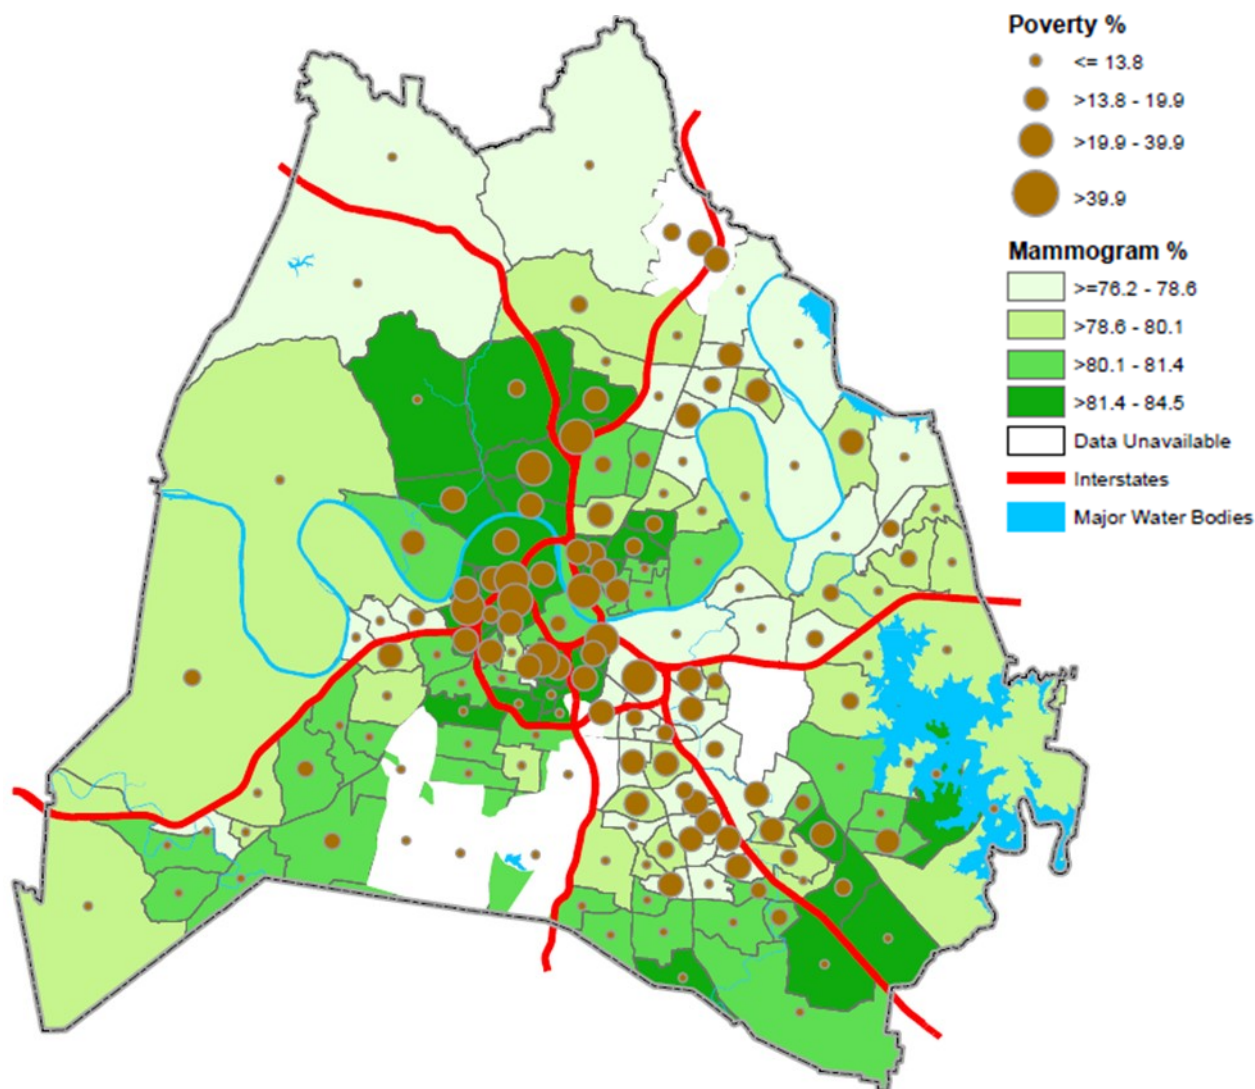 Poverty %
<= 13.8
>13.8 - 19.9
>19.9 - 39.9
>39.9
Mammogram %
>=76.2 - 78.6
>78.6 - 80.1
>80.1 - 81.4
>81.4 - 84.5
Data Unavailable
Interstates
Major Water Bodies